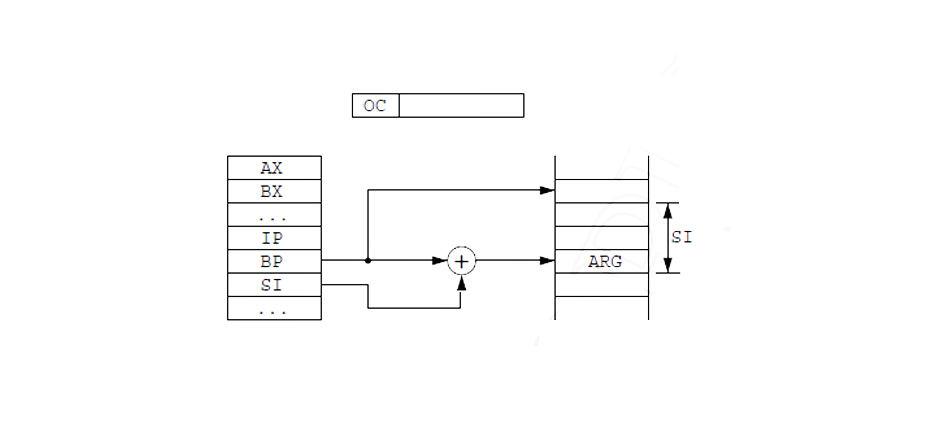 OC
AX
BX
...
IP
BP
SI
...
+
ARG
SI